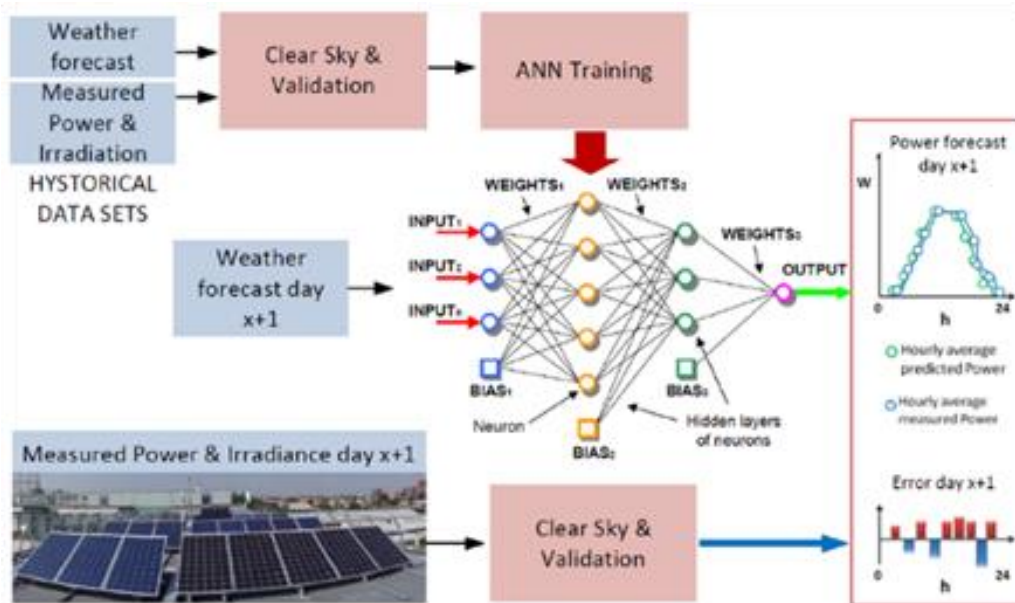 Weather
forecast
Clear Sky &
Validation
ANN Training
Measured
Power &
Irradiation
HYSTORICAL
DATA SETS
Weather
forecast day
x+1
WEIGHTS₁
WEIGHTS₂
WEIGHTS₃
INPUT₁
INPUT₂
OUTPUT
BIAS₁
BIAS₂
Neuron
Hidden layers
of neurons
Power forecast
day x+1
W
0
24
h
Hourly average
predicted Power
Hourly average
measured Power
Measured Power & Irradiance day x+1
Clear Sky &
Validation
Error day x+1
0
24
h